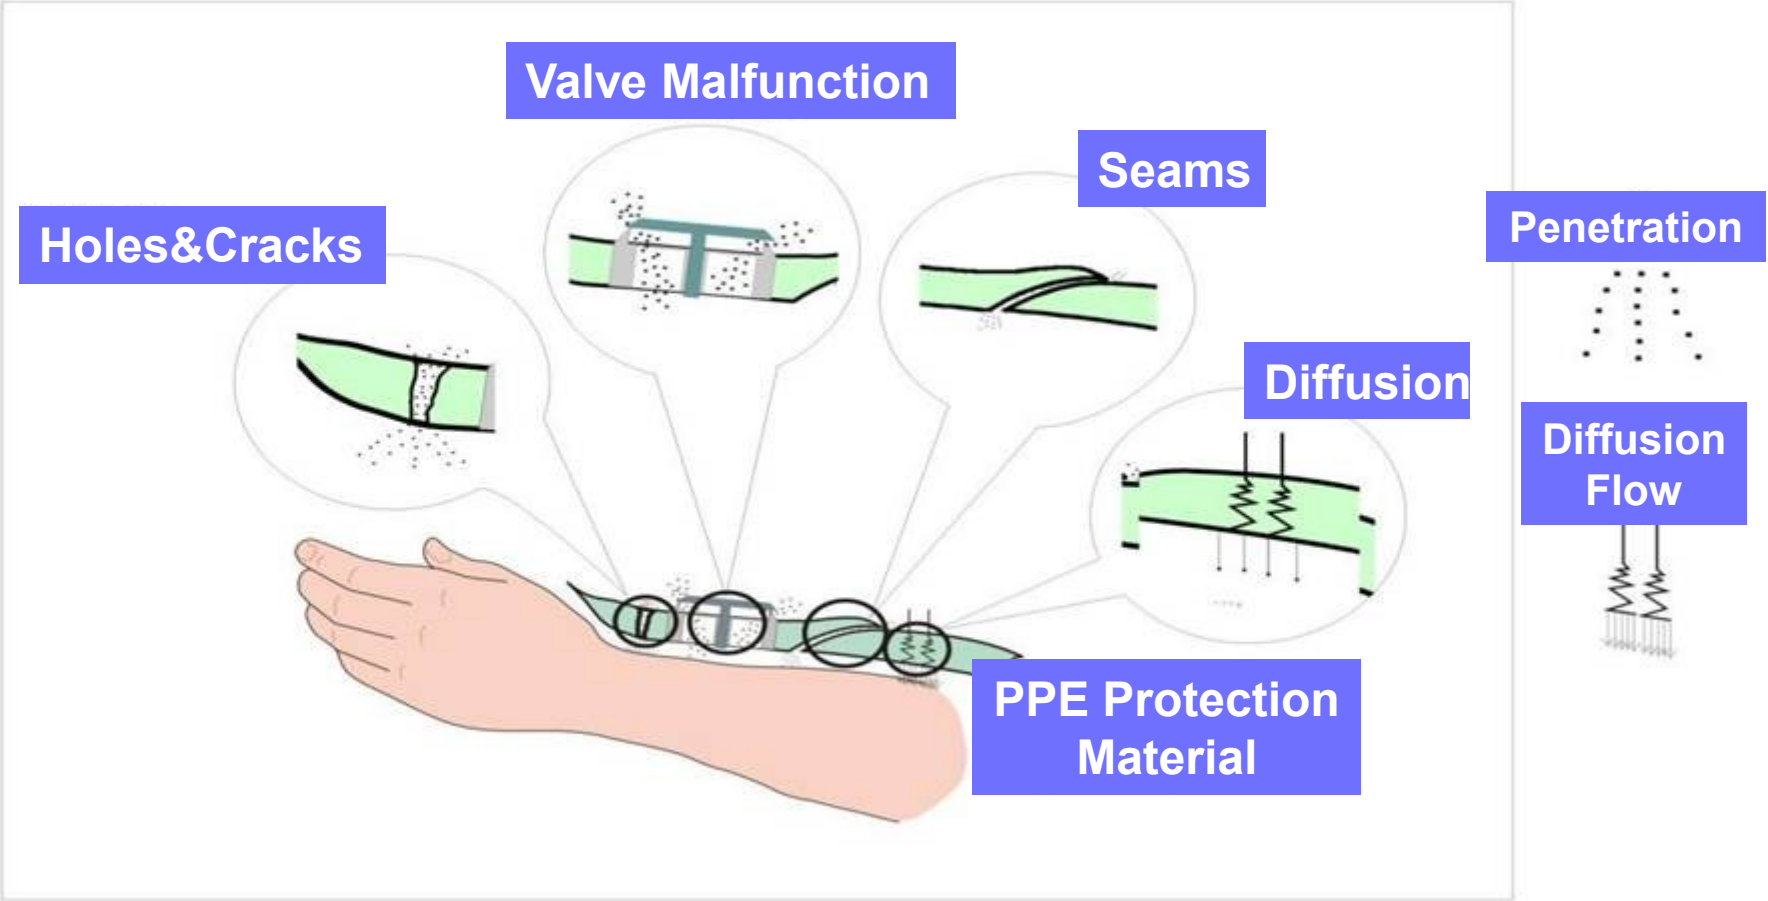 Valve Malfunction
Seams
Holes&Cracks
Penetration
Diffusion
Diffusion
Flow
PPE Protection
Material